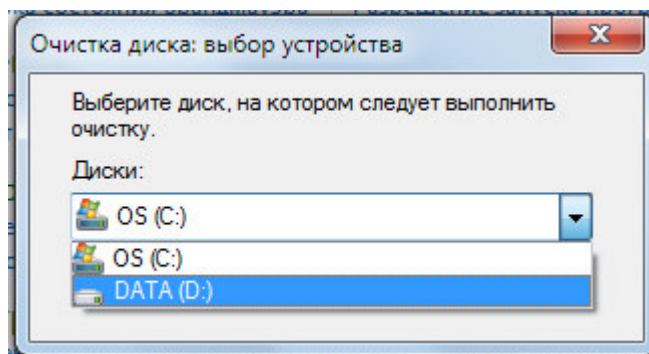 Очистка диска: выбор устройства
Выберите диск, на котором следует выполнить
очистку.
Диски:
OS (C:)
OS (C:)
DATA (D:)